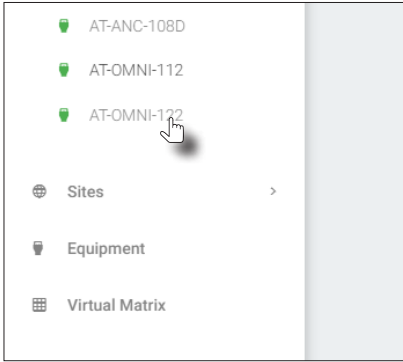 AT-ANC-108D
AT-OMNI-112
AT-OMNI-122
Sites
Equipment
Virtual Matrix